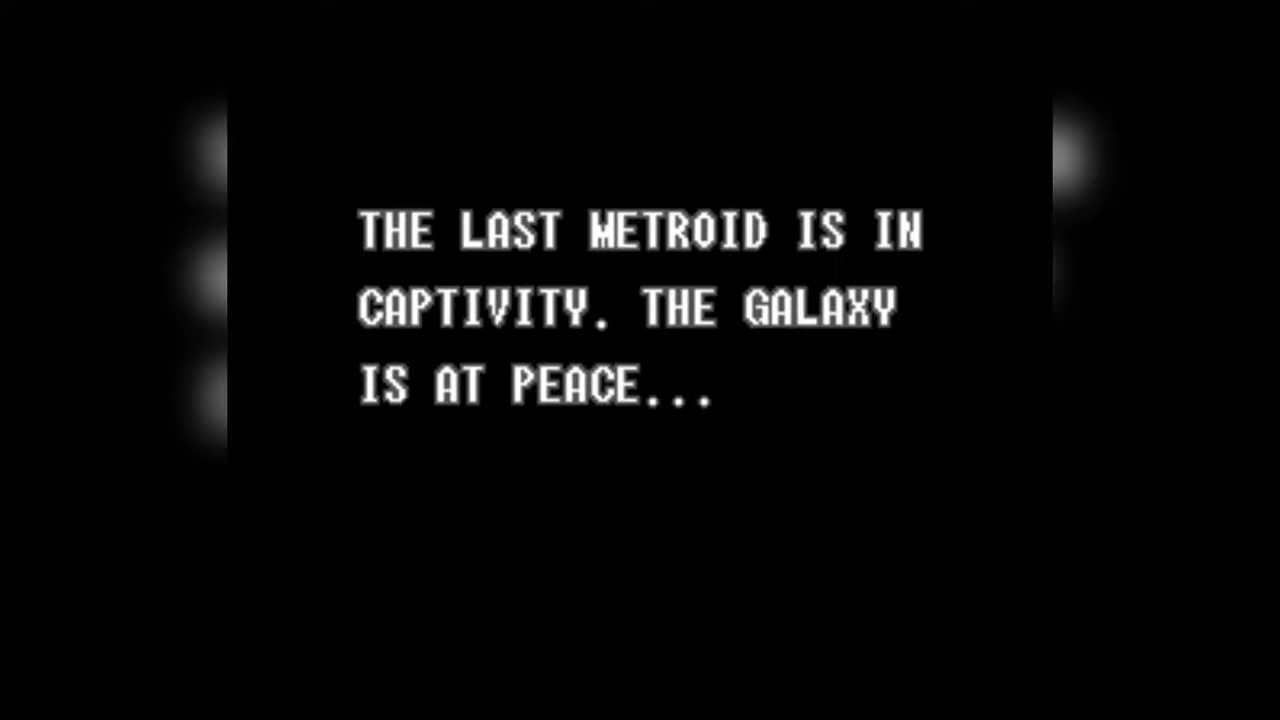 THE LAST METROID IS IN
CAPTIVITY. THE GALAXY
IS AT PEACE...